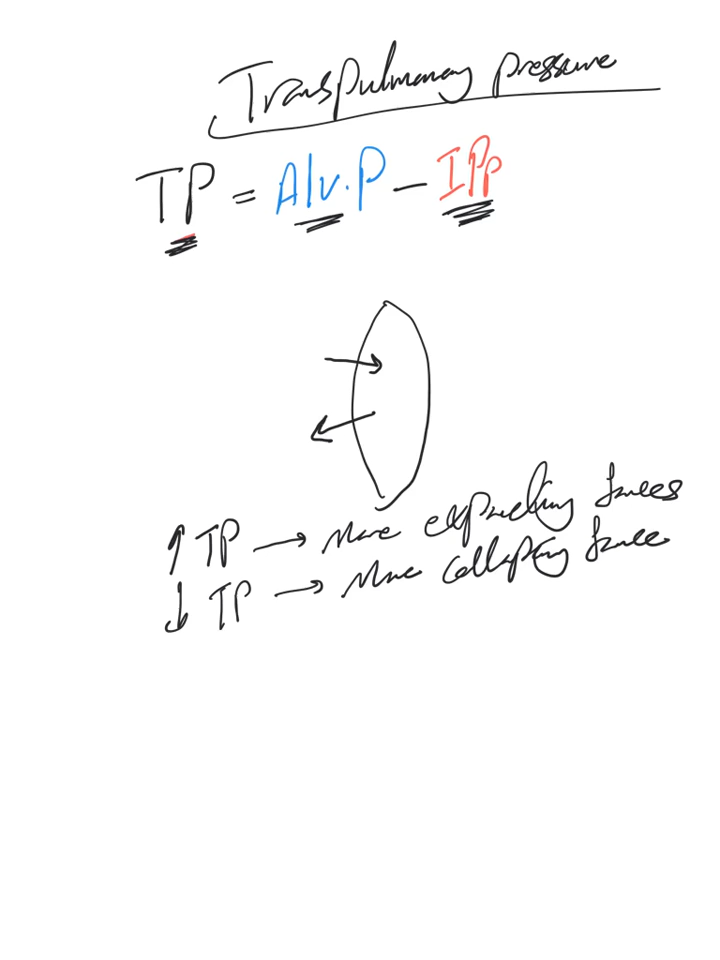 Transpulmonary pressure
TP = Alv.P – IPp
↑ TP → More expanding forces
↓ TP → More collapsing force